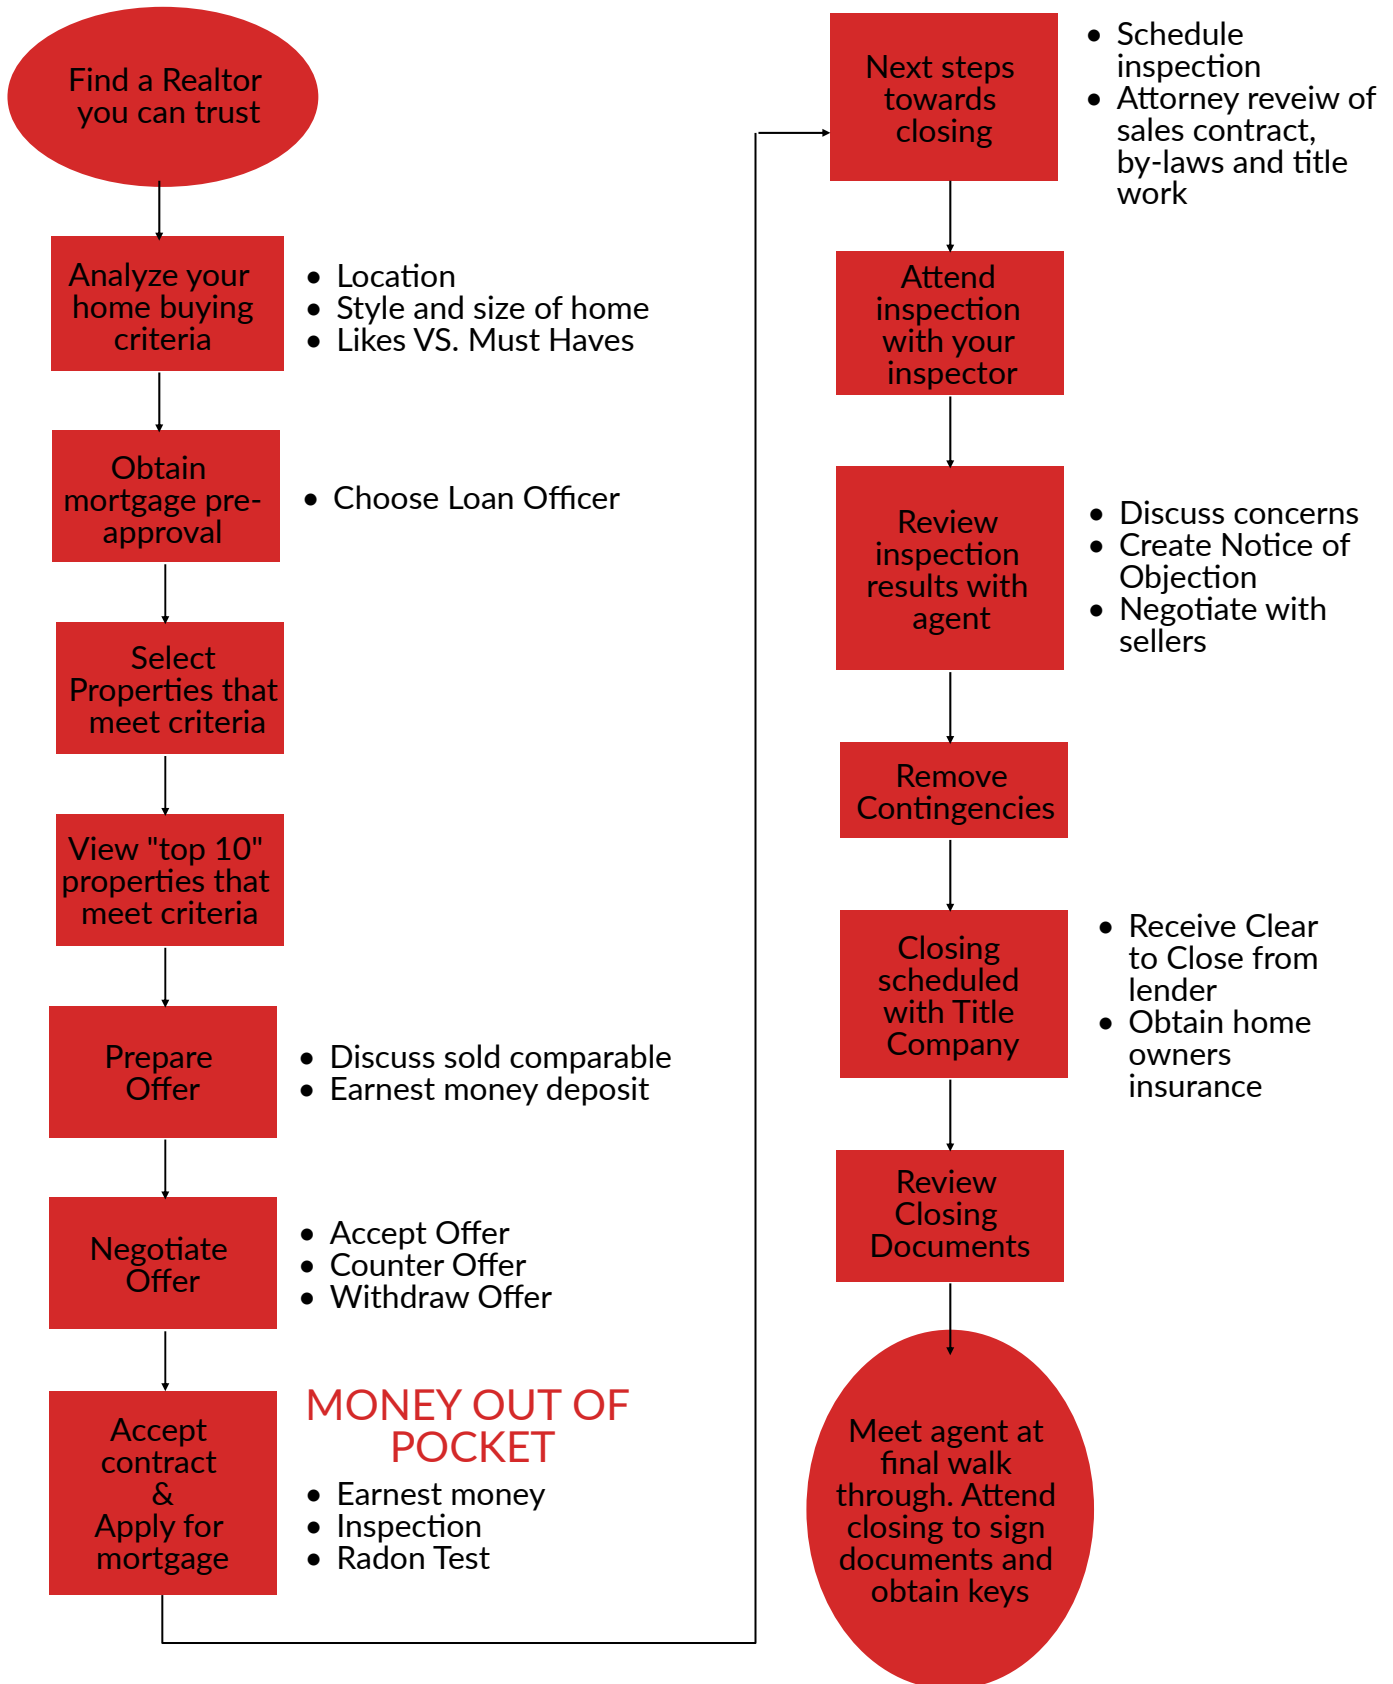 Find a Realtor
you can trust
Analyze your
home buying
criteria
• Location
• Style and size of home
• Likes VS. Must Haves
Obtain
mortgage pre-
approval
• Choose Loan Officer
Select
Properties that
meet criteria
View "top 10"
properties that
meet criteria
Prepare
Offer
• Discuss sold comparable
• Earnest money deposit
Negotiate
Offer
• Accept Offer
• Counter Offer
• Withdraw Offer
Accept
contract
&
Apply for
mortgage
MONEY OUT OF
POCKET
• Earnest money
• Inspection
• Radon Test
Next steps
towards
closing
• Schedule
inspection
• Attorney reveiw of
sales contract,
by-laws and title
work
Attend
inspection
with your
inspector
Review
inspection
results with
agent
• Discuss concerns
• Create Notice of
Objection
• Negotiate with
sellers
Remove
Contingencies
Closing
scheduled
with Title
Company
• Receive Clear
to Close from
lender
• Obtain home
owners
insurance
Review
Closing
Documents
Meet agent at
final walk
through. Attend
closing to sign
documents and
obtain keys